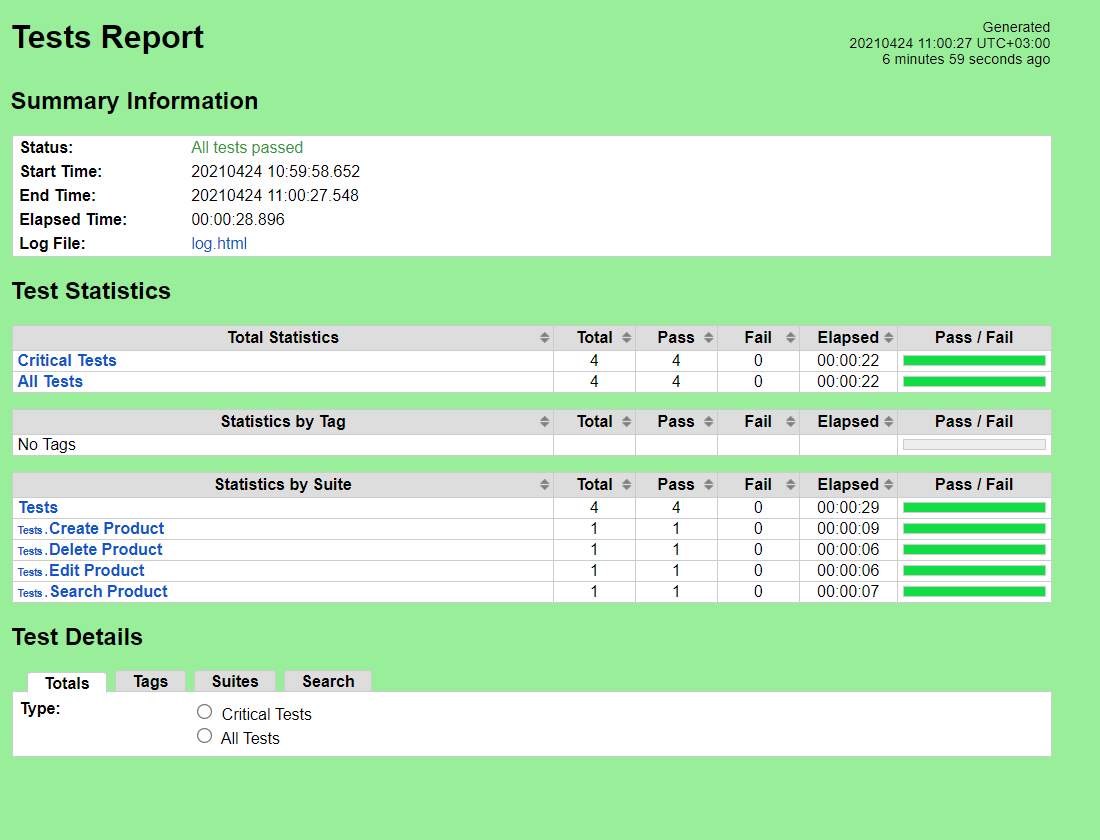 Tests Report
Generated
20210424 11:00:27 UTC+03:00
6 minutes 59 seconds ago
Summary Information
Status: All tests passed
Start Time: 20210424 10:59:58.652
End Time: 20210424 11:00:27.548
Elapsed Time: 00:00:28.896
Log File: log.html
Test Statistics
Total Statistics Total Pass Fail Elapsed Pass / Fail
Critical Tests 4 4 0 00:00:22
All Tests 4 4 0 00:00:22
Statistics by Tag Total Pass Fail Elapsed Pass / Fail
No Tags
Statistics by Suite Total Pass Fail Elapsed Pass / Fail
Tests 4 4 0 00:00:29
Tests . Create Product 1 1 0 00:00:09
Tests . Delete Product 1 1 0 00:00:06
Tests . Edit Product 1 1 0 00:00:06
Tests . Search Product 1 1 0 00:00:07
Test Details
Totals Tags Suites Search
Type: Critical Tests
All Tests